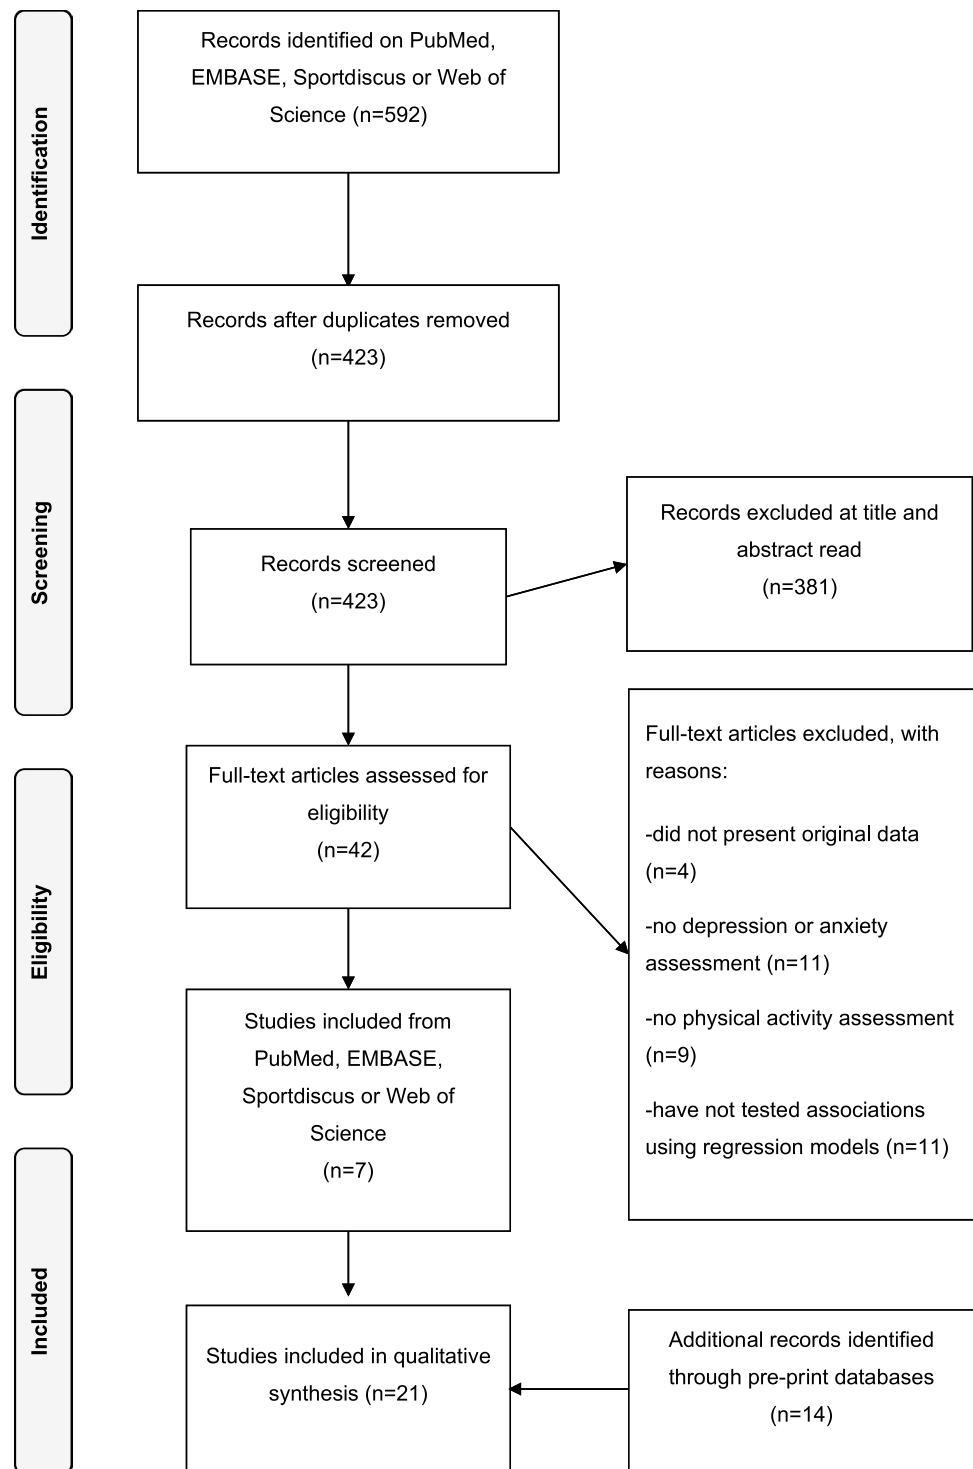 Identification
Records identified on PubMed,
EMBASE, Sportdiscus or Web of
Science (n=592)
Records after duplicates removed
(n=423)
Screening
Records screened
(n=423)
Records excluded at title and
abstract read
(n=381)
Eligibility
Full-text articles assessed for
eligibility
(n=42)
Full-text articles excluded, with
reasons:
-did not present original data
(n=4)
-no depression or anxiety
assessment (n=11)
-no physical activity assessment
(n=9)
-have not tested associations
using regression models (n=11)
Studies included from
PubMed, EMBASE,
Sportdiscus or Web of
Science
(n=7)
Included
Studies included in qualitative
synthesis (n=21)
Additional records identified
through pre-print databases
(n=14)